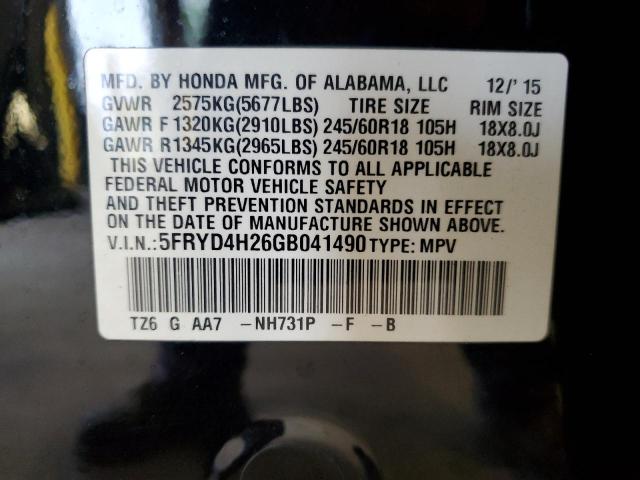 MFD. BY HONDA MFG. OF ALABAMA, LLC 12/'15
GVWR 2575KG(5677LBS) TIRE SIZE RIM SIZE
GAWR F1320KG(2910LBS) 245/60R18 105H 18X8.0J
GAWR R1345KG(2965LBS) 245/60R18 105H 18X8.0J
THIS VEHICLE CONFORMS TO ALL APPLICABLE
FEDERAL MOTOR VEHICLE SAFETY
AND THEFT PREVENTION STANDARDS IN EFFECT
ON THE DATE OF MANUFACTURE SHOWN ABOVE.
V.I.N.: 5FRYD4H26GB041490 TYPE: MPV
TZ6 G AA7 -NH731P -F -B